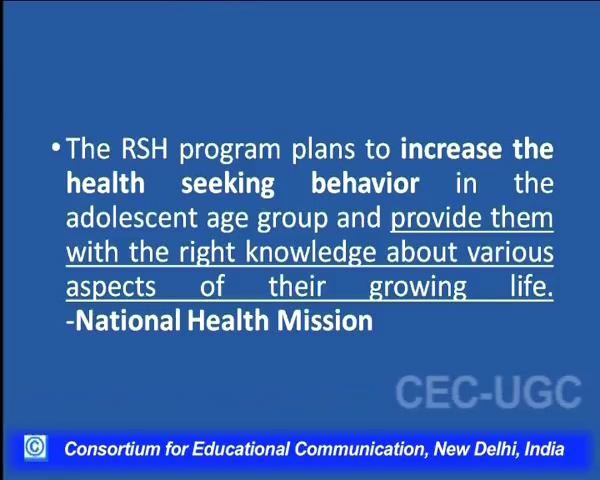 •The RSH program plans to increase the
health seeking behavior in the
adolescent age group and provide them
with the right knowledge about various
aspects of their growing life.
-National Health Mission
CEC-UGC
© Consortium for Educational Communication, New Delhi, India